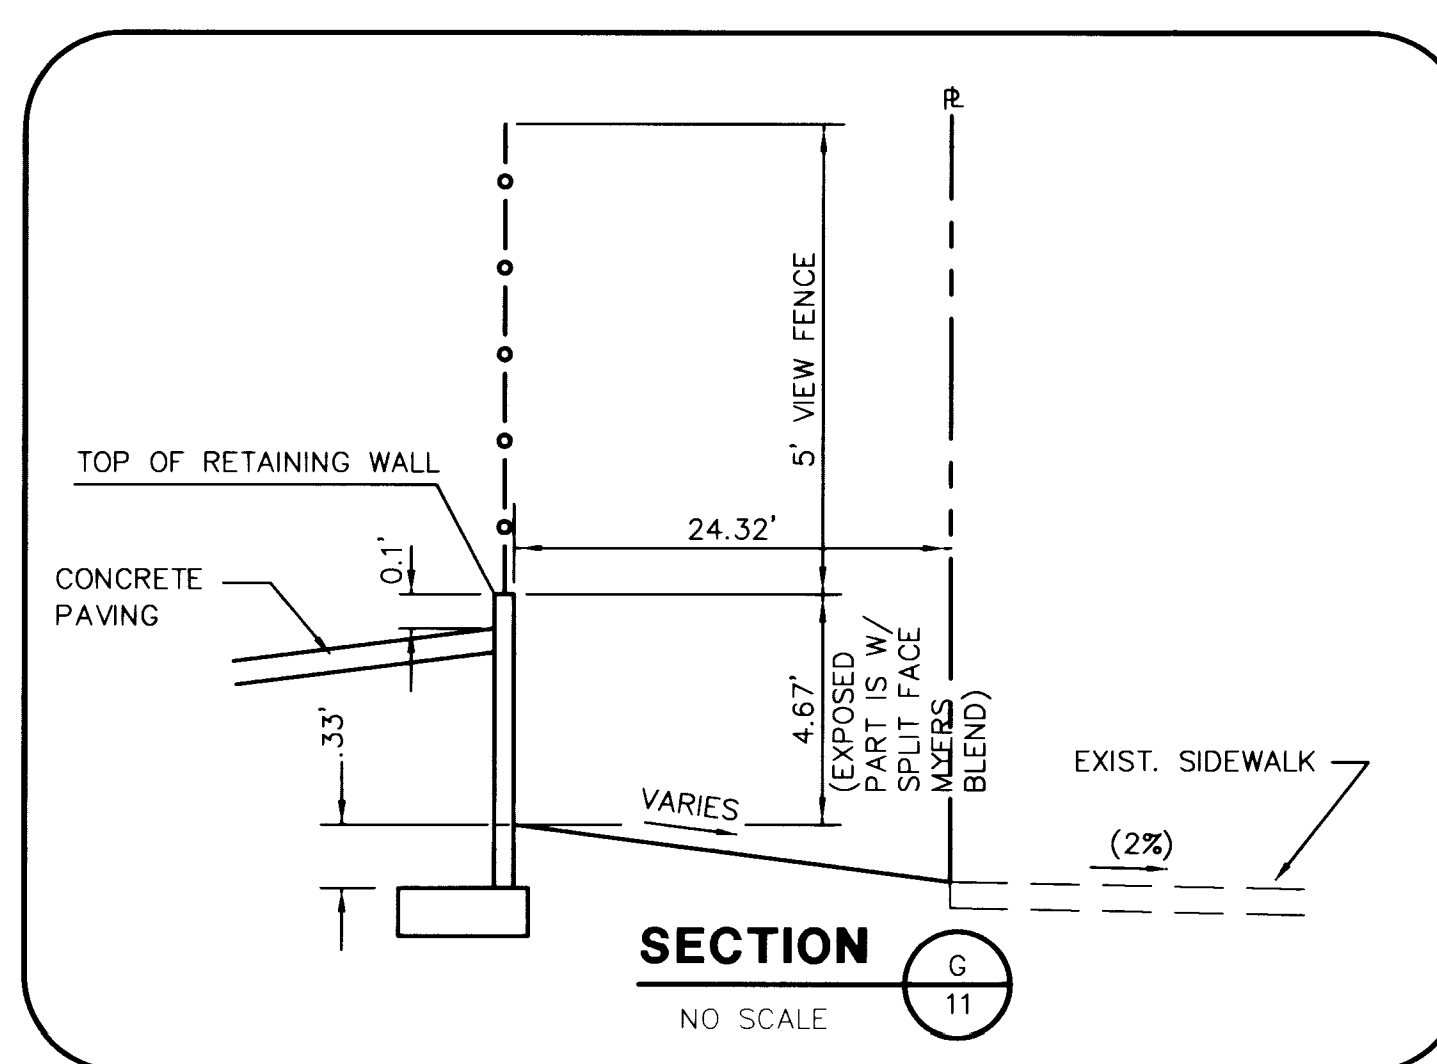 ℄
5' VIEW FENCE
TOP OF RETAINING WALL
24.32'
0.1'
CONCRETE
PAVING
4.67'
(EXPOSED
PART IS W/
SPLIT FACE
MYERS
BLEND)
.33'
VARIES
EXIST. SIDEWALK
(2%)
SECTION
G
11
NO SCALE